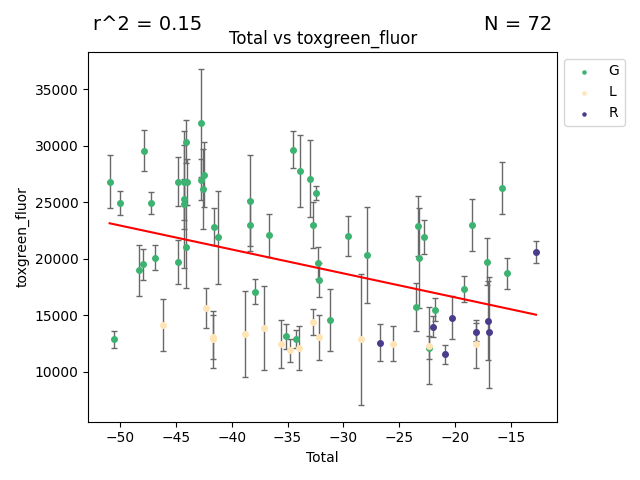 r^2 = 0.15 N = 72
Total vs toxgreen_fluor
G
L
R
35000
30000
25000
20000
15000
10000
toxgreen_fluor
−50 −45 −40 −35 −30 −25 −20 −15
Total